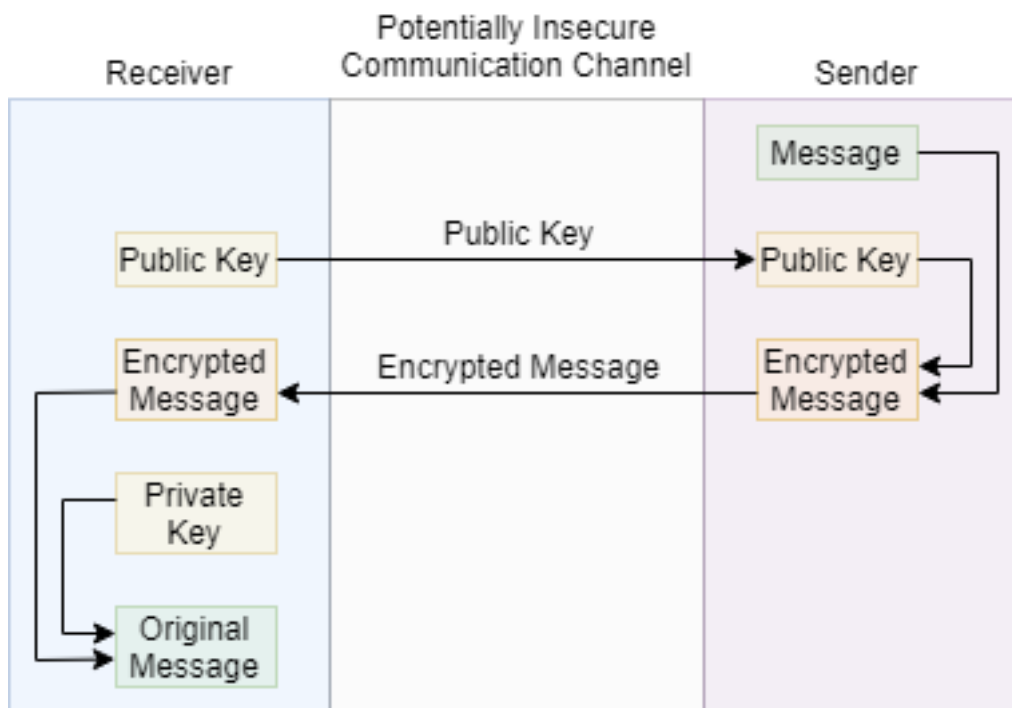 Potentially Insecure
Communication Channel
Receiver
Sender
Message
Public Key
Public Key
Public Key
Encrypted
Message
Encrypted Message
Encrypted
Message
Private
Key
Original
Message